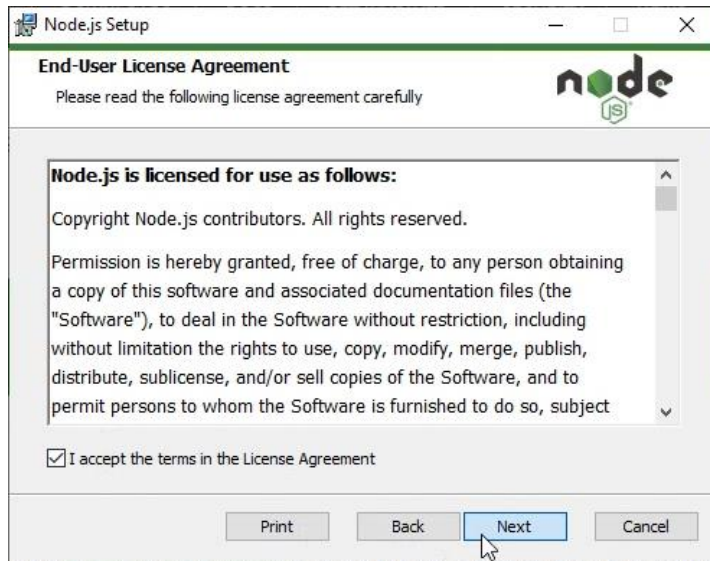 Node.js Setup
End-User License Agreement
Please read the following license agreement carefully
node
JS
Node.js is licensed for use as follows:
Copyright Node.js contributors. All rights reserved.
Permission is hereby granted, free of charge, to any person obtaining
a copy of this software and associated documentation files (the
"Software"), to deal in the Software without restriction, including
without limitation the rights to use, copy, modify, merge, publish,
distribute, sublicense, and/or sell copies of the Software, and to
permit persons to whom the Software is furnished to do so, subject
I accept the terms in the License Agreement
Print Back Next Cancel